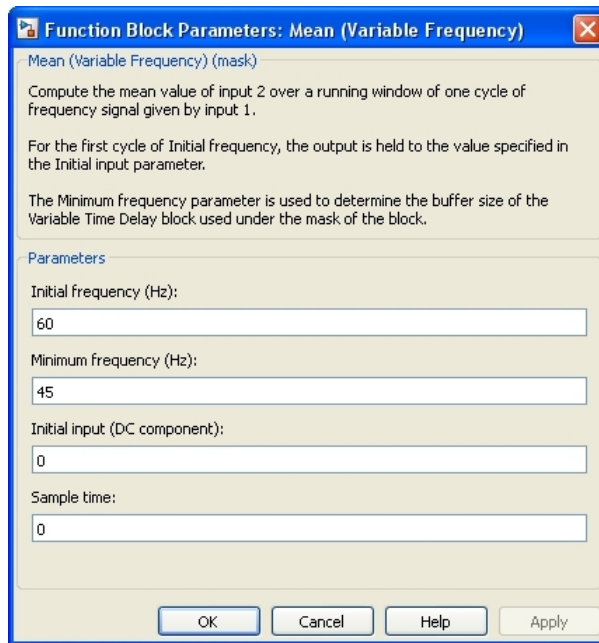 Function Block Parameters: Mean (Variable Frequency)
Mean (Variable Frequency) (mask)
Compute the mean value of input 2 over a running window of one cycle of
frequency signal given by input 1.
For the first cycle of Initial frequency, the output is held to the value specified in
the Initial input parameter.
The Minimum frequency parameter is used to determine the buffer size of the
Variable Time Delay block used under the mask of the block.
Parameters
Initial frequency (Hz):
60
Minimum frequency (Hz):
45
Initial input (DC component):
0
Sample time:
0
OK Cancel Help Apply